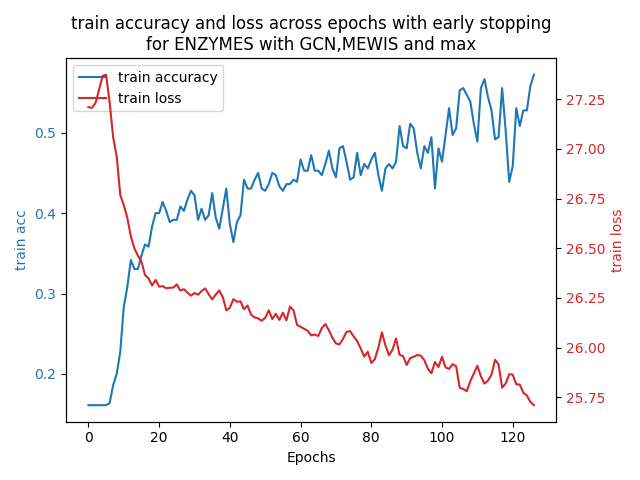 train accuracy and loss across epochs with early stopping
for ENZYMES with GCN,MEWIS and max
train accuracy
train loss
train acc
0.5
0.4
0.3
0.2
27.25
27.00
26.75
26.50
26.25
26.00
25.75
train loss
0 20 40 60 80 100 120
Epochs